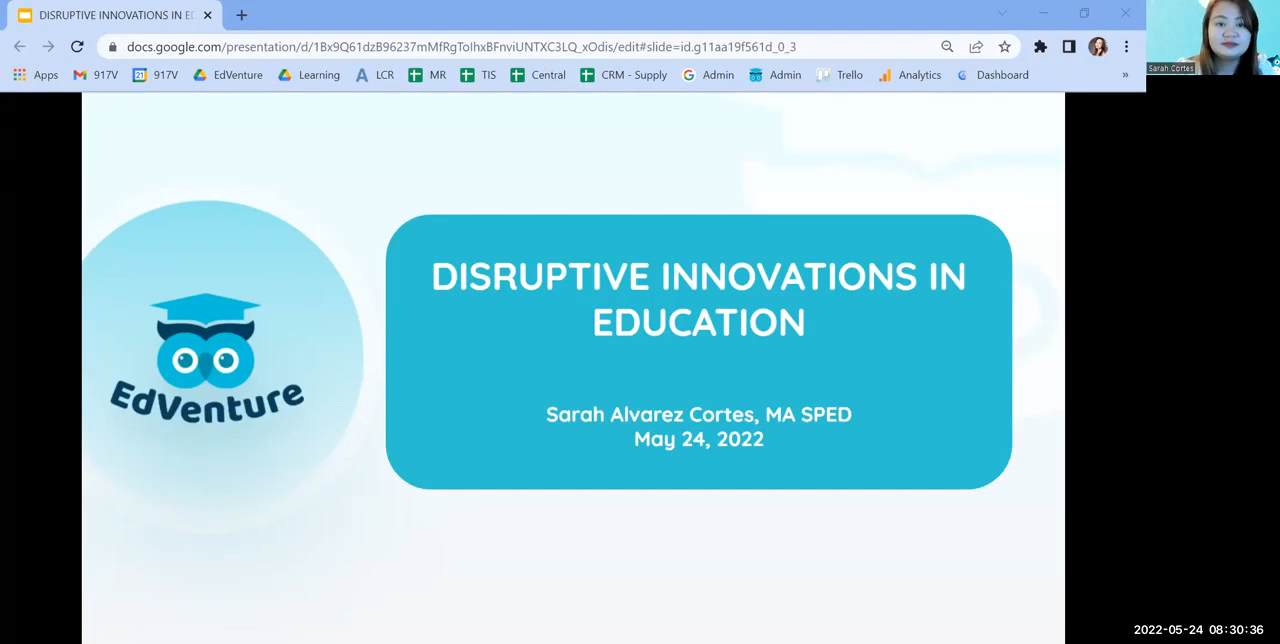 DISRUPTIVE INNOVATIONS IN ED
docs.google.com/presentation/d/1Bx9Q61dzB96237mMfRgToIhxBFnviUNTXC3LQ_xOdis/edit#slide=id.g11aa19f561d_0_3
Apps 917V 21 917V EdVenture Learning LCR MR TIS Central CRM - Supply Admin Admin Trello Analytics Dashboard »
Sarah Cortes
DISRUPTIVE INNOVATIONS IN
EDUCATION
EdVenture
Sarah Alvarez Cortes, MA SPED
May 24, 2022
2022-05-24 08:30:36